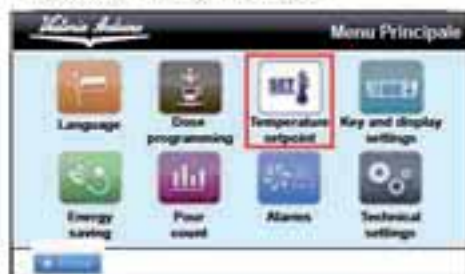 Victoria Arduino
Menu Principale
SET
Language
Dose programming
Temperature setpoint
Key and display settings
Energy saving
Pour count
Alarms
Technical settings